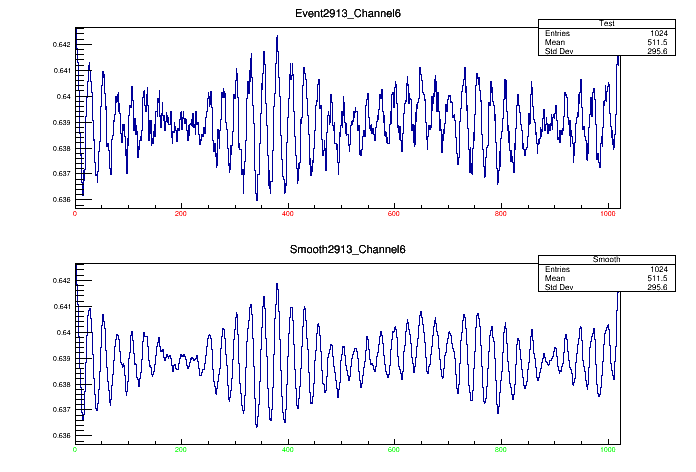 Event2913_Channel6
Test
Entries 1024
Mean 511.5
Std Dev 295.6
0.642
0.641
0.64
0.639
0.638
0.637
0.636
0 200 400 600 800 1000
Smooth2913_Channel6
Smooth
Entries 1024
Mean 511.5
Std Dev 295.6
0.642
0.641
0.64
0.639
0.638
0.637
0.636
0 200 400 600 800 1000